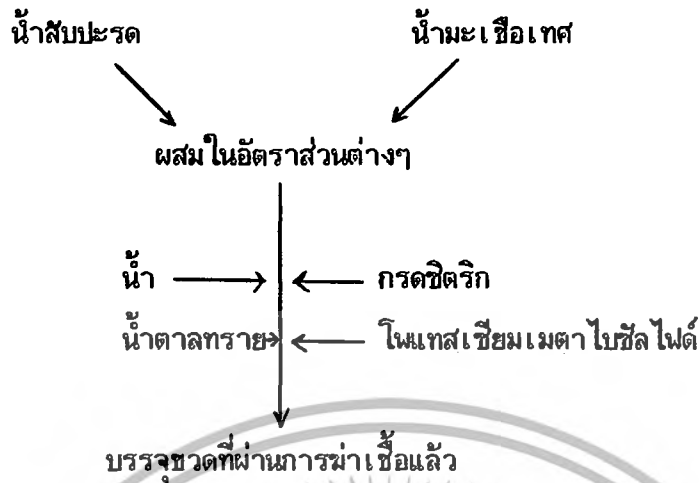 น้ำสับปะรด น้ำมะเขือเทศ
ผสมในอัตราส่วนต่างๆ
น้ำ กรดซิตริก
น้ำตาลทราย โพแทสเซียมเมตาไบซัลไฟด์
บรรจุขวดที่ผ่านการฆ่าเชื้อแล้ว